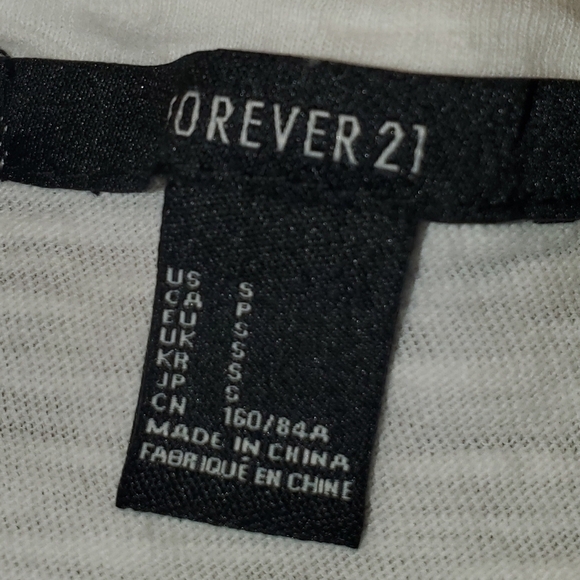 FOREVER 21
US S
CA P
EU S
UK S
KR S
JP S
CN 160/84A
MADE IN CHINA
FABRIQUÉ EN CHINE